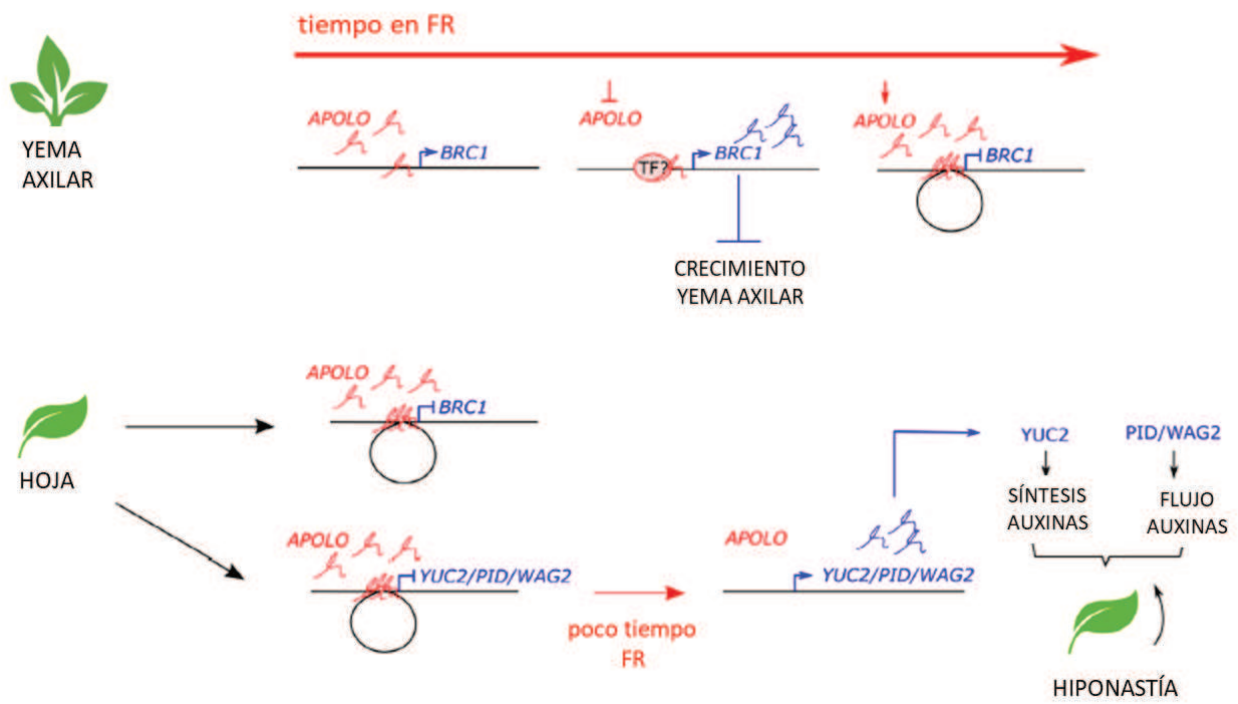 tiempo en FR
YEMA
AXILAR
APOLO
BRC1
APOLO
TF?
BRC1
CRECIMIENTO
YEMA AXILAR
APOLO
BRC1
HOJA
APOLO
BRC1
APOLO
YUC2/PID/WAG2
poco tiempo
FR
APOLO
YUC2/PID/WAG2
YUC2
PID/WAG2
SÍNTESIS
AUXINAS
FLUJO
AUXINAS
HIPONASTÍA